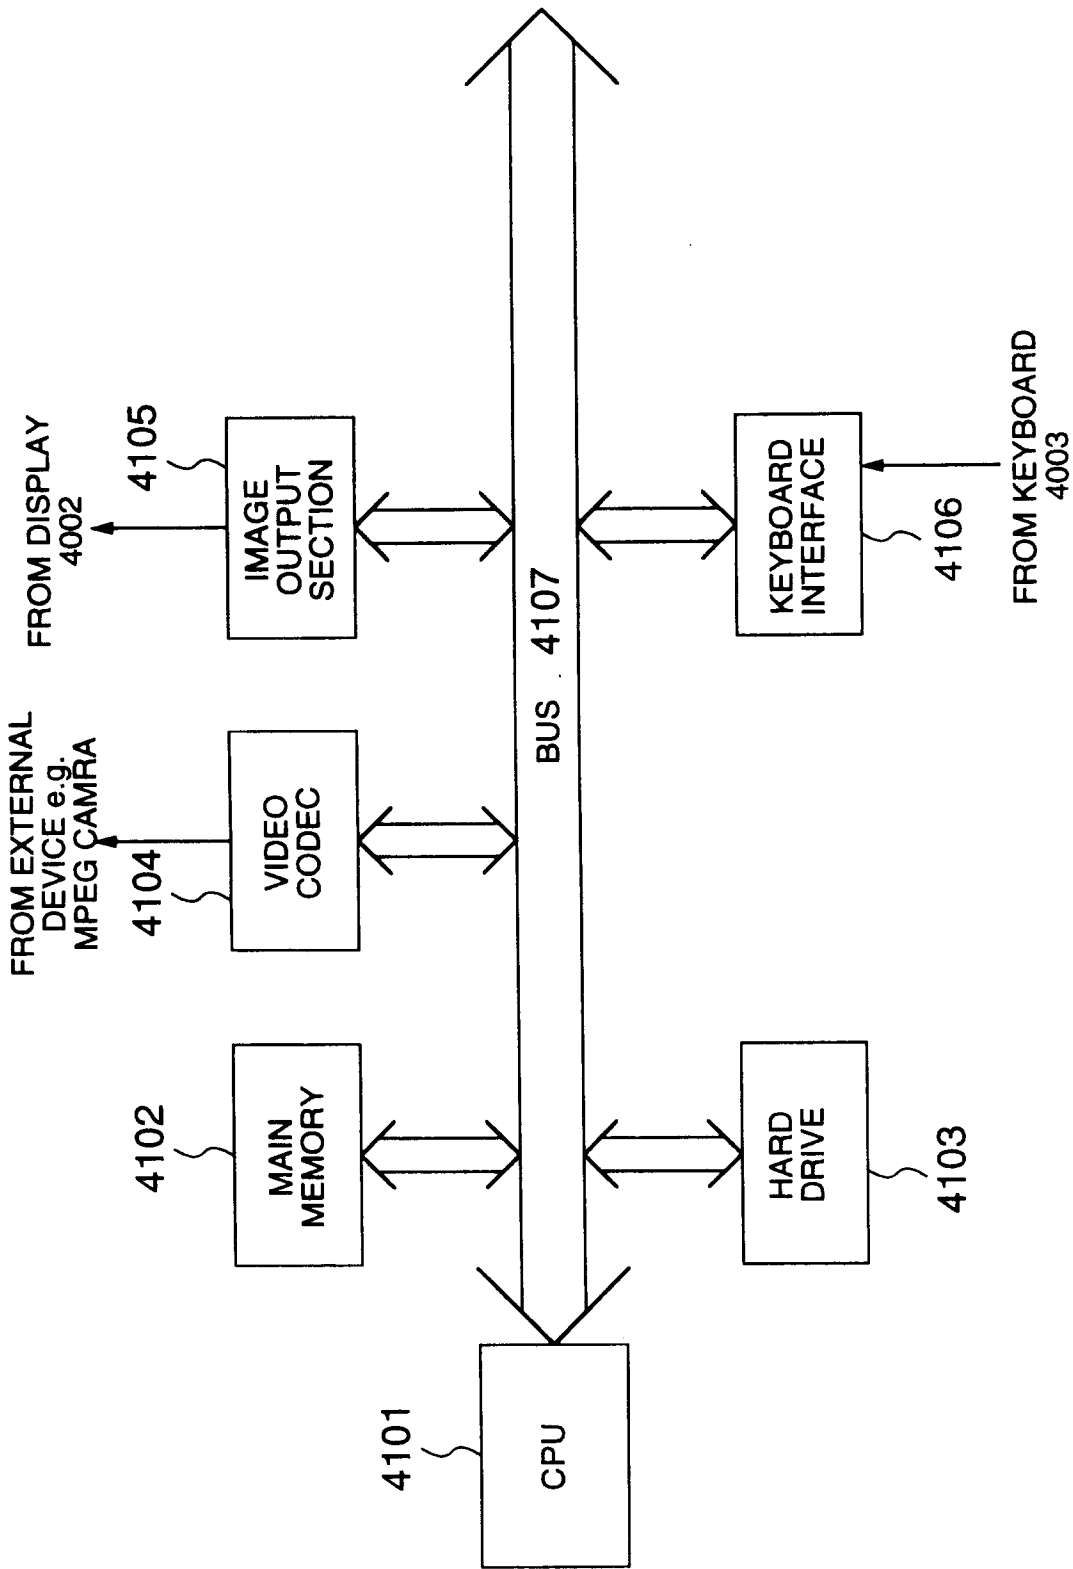 FROM EXTERNAL
DEVICE e.g.
MPEG CAMRA
FROM DISPLAY
4002
4102
4104
4105
MAIN
MEMORY
VIDEO
CODEC
IMAGE
OUTPUT
SECTION
4101
CPU
BUS 4107
HARD
DRIVE
KEYBOARD
INTERFACE
4103
4106
FROM KEYBOARD
4003